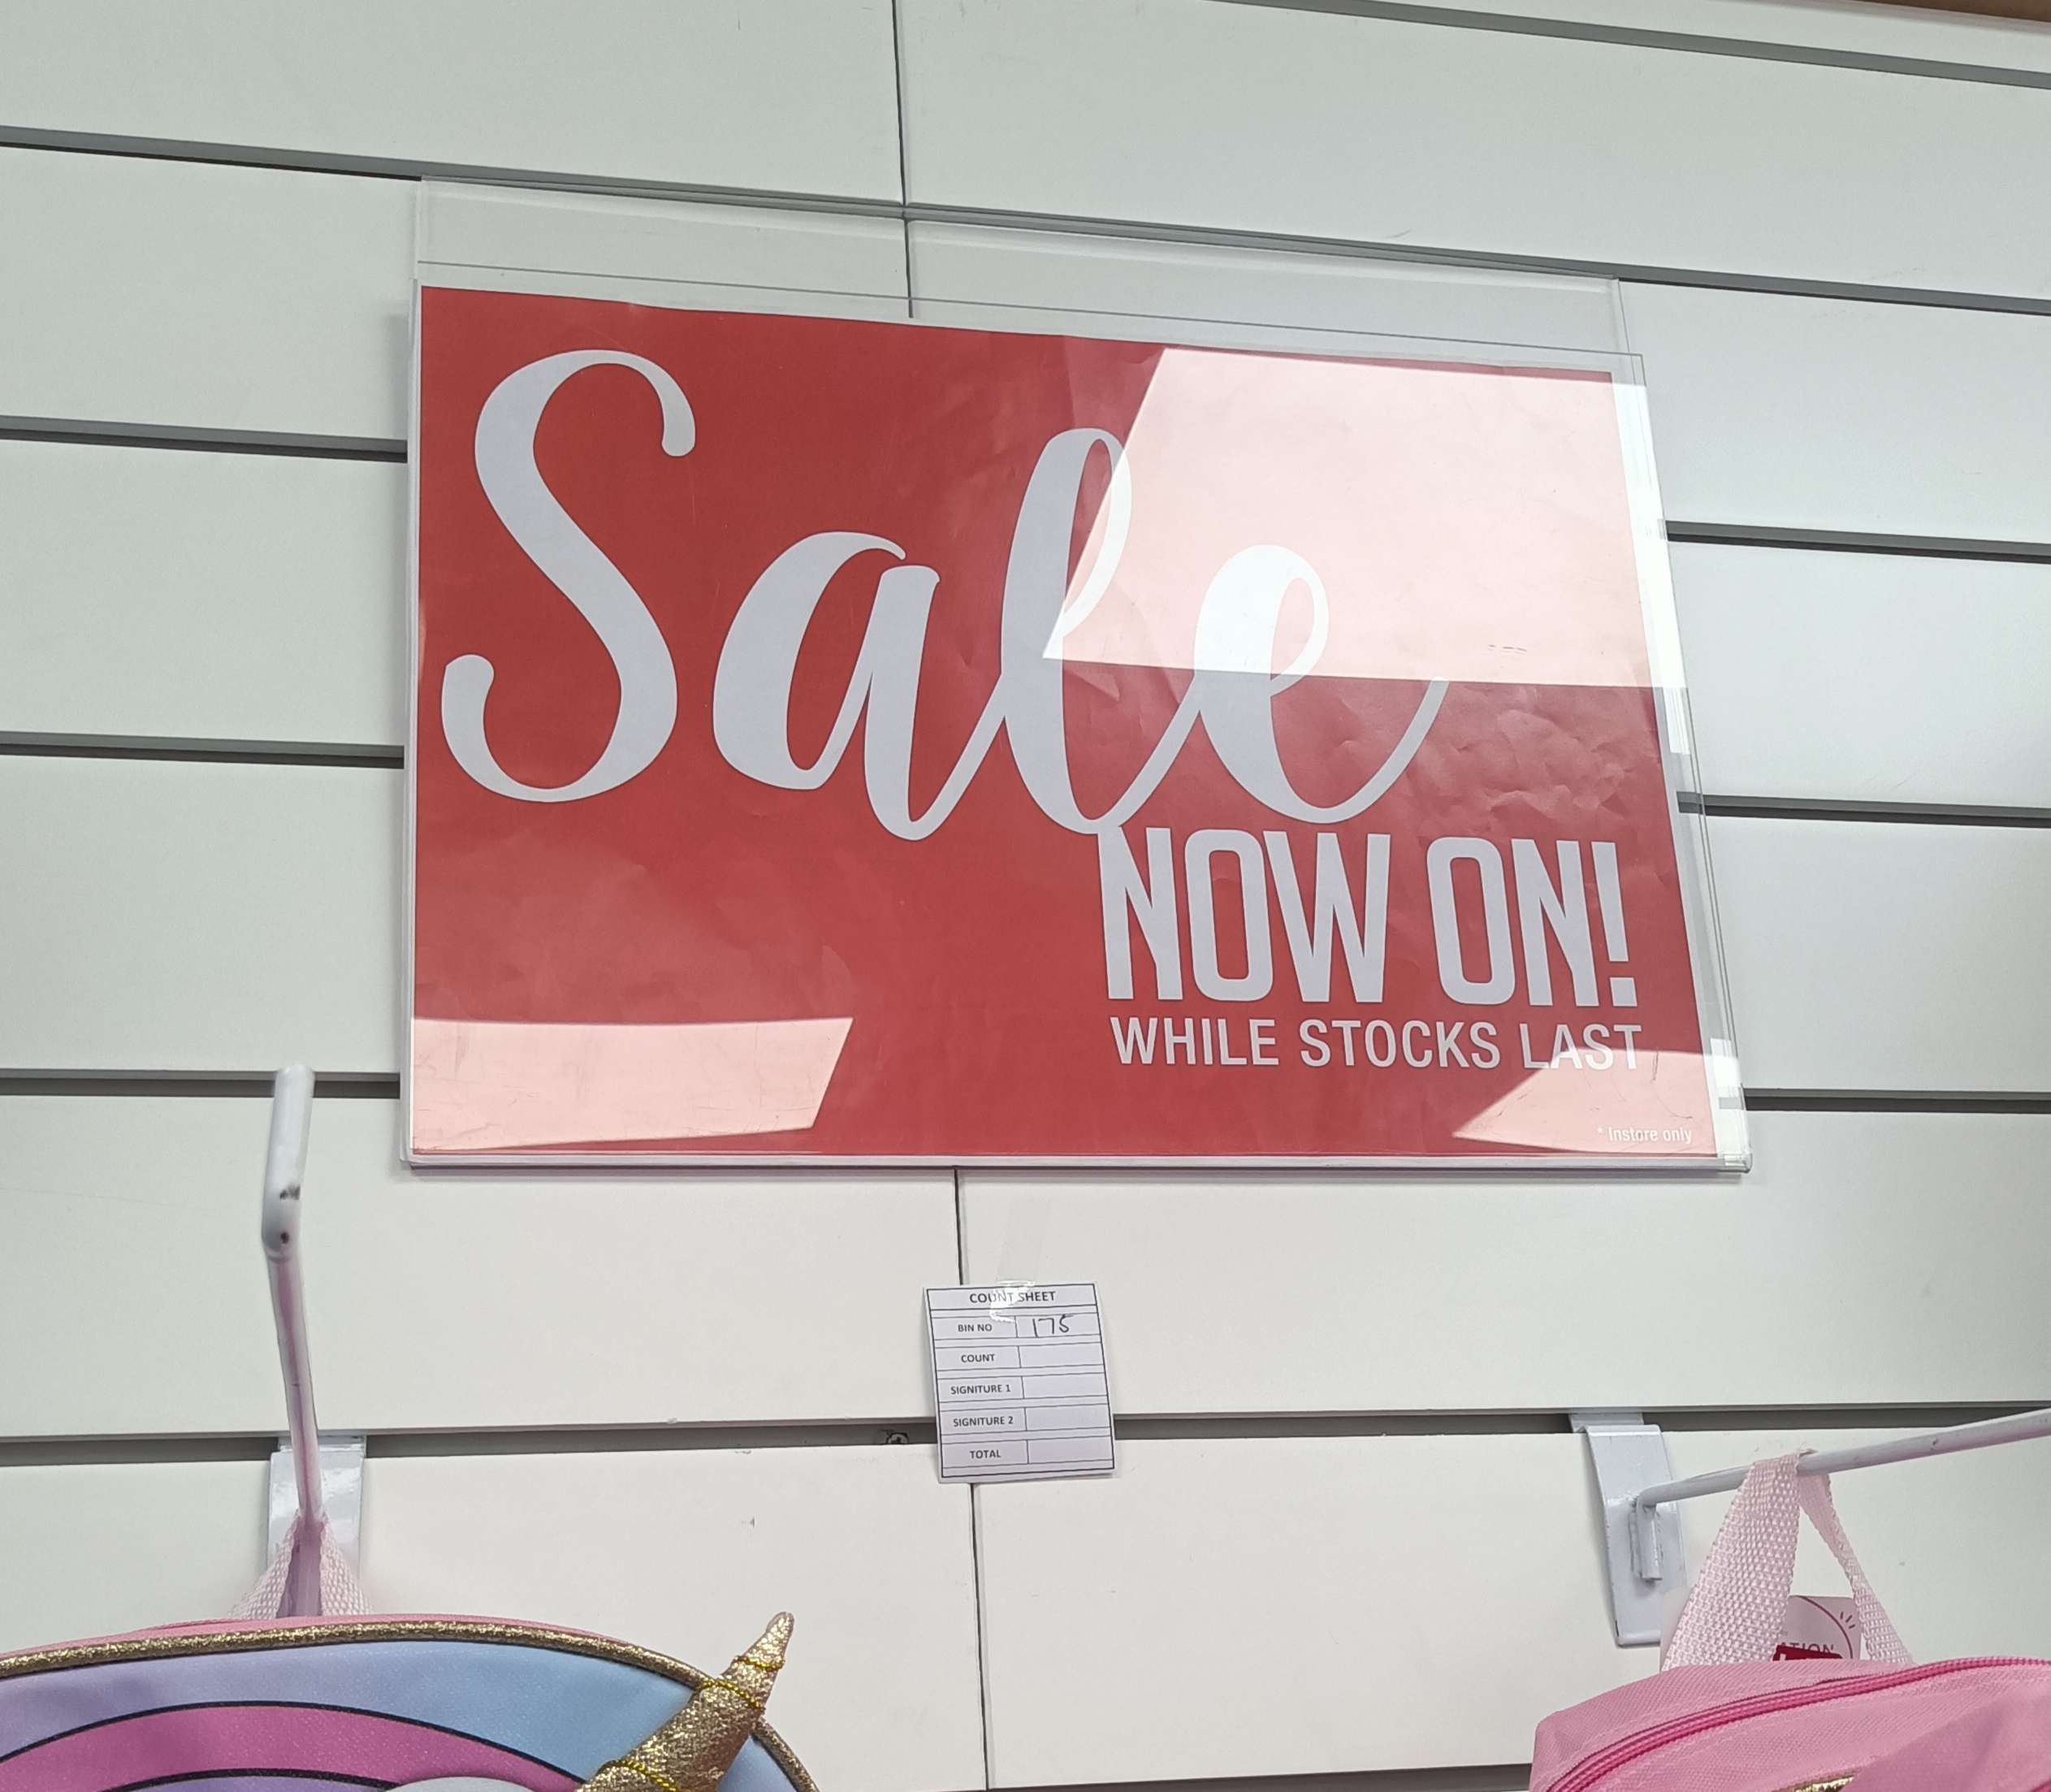 Sale
NOW ON!
WHILE STOCKS LAST
* Instore only
COUNT SHEET
BIN NO 175
COUNT
SIGNITURE 1
SIGNITURE 2
TOTAL